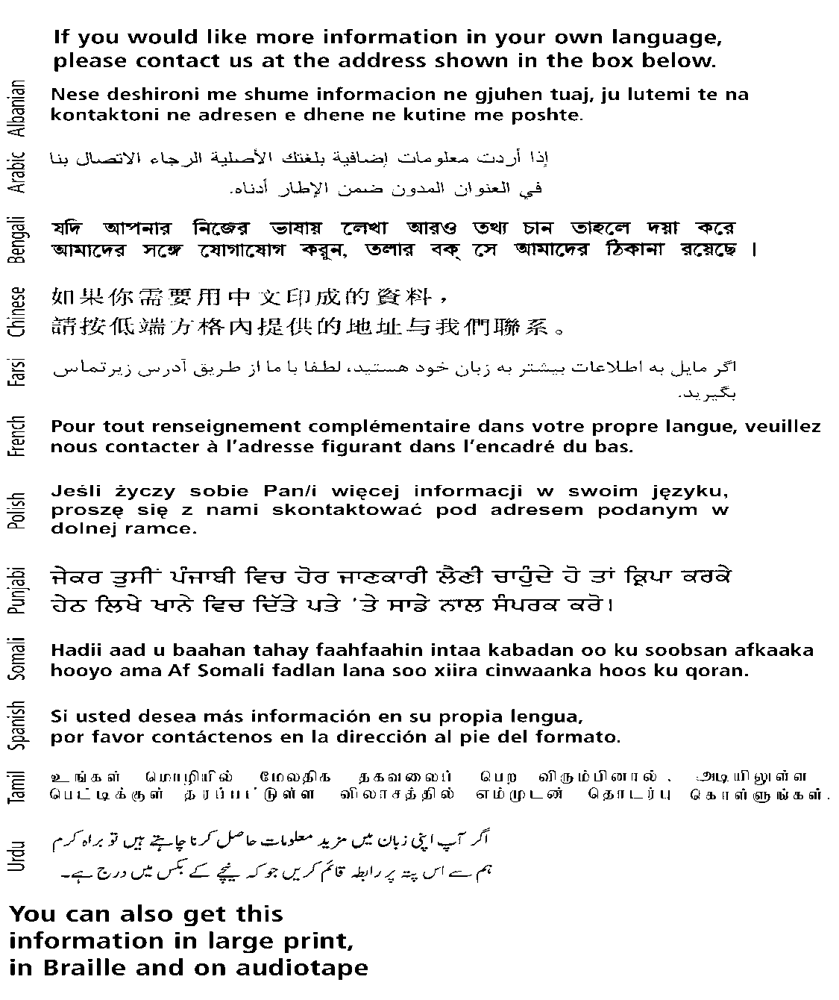 If you would like more information in your own language,
please contact us at the address shown in the box below.
Albanian
Nese deshironi me shume informacion ne gjuhen tuaj, ju lutemi te na
kontaktoni ne adresen e dhene ne kutine me poshte.
Arabic
إذا أردت معلومات إضافية بلغتك الأصلية الرجاء الاتصال بنا
في العنوان المدون ضمن الإطار أدناه.
Bengali
যদি আপনার নিজের ভাষায় লেখা আরও তথ্য চান তাহলে দয়া করে
আমাদের সঙ্গে যোগাযোগ করুন, তলার বক্ সে আমাদের ঠিকানা রয়েছে ।
Chinese
如果你需要用中文印成的資料，
請按低端方格內提供的地址与我們聯系。
Farsi
اگر مایل به اطلاعات بیشتر به زبان خود هستید، لطفا با ما از طریق آدرس زیرتماس
بگیرید.
French
Pour tout renseignement complémentaire dans votre propre langue, veuillez
nous contacter à l’adresse figurant dans l’encadré du bas.
Polish
Jeśli życzy sobie Pan/i więcej informacji w swoim języku,
proszę się z nami skontaktować pod adresem podanym w
dolnej ramce.
Punjabi
ਜੇਕਰ ਤੁਸੀਂ ਪੰਜਾਬੀ ਵਿਚ ਹੋਰ ਜਾਣਕਾਰੀ ਲੈਣੀ ਚਾਹੁੰਦੇ ਹੋ ਤਾਂ ਕ੍ਰਿਪਾ ਕਰਕੇ
ਹੇਠ ਲਿਖੇ ਖਾਨੇ ਵਿਚ ਦਿੱਤੇ ਪਤੇ 'ਤੇ ਸਾਡੇ ਨਾਲ ਸੰਪਰਕ ਕਰੋ।
Somali
Hadii aad u baahan tahay faahfaahin intaa kabadan oo ku soobsan afkaaka
hooyo ama Af Somali fadlan lana soo xiira cinwaanka hoos ku qoran.
Spanish
Si usted desea más información en su propia lengua,
por favor contáctenos en la dirección al pie del formato.
Tamil
உங்கள் மொழியில் மேலதிக தகவலைப் பெற விரும்பினால், அடியிலுள்ள
பெட்டிக்குள் தரப்பட்டுள்ள விலாசத்தில் எம்முடன் தொடர்பு கொள்ளுங்கள்.
Urdu
اگر آپ اپنی زبان میں مزید معلومات حاصل کرنا چاہتے ہیں تو براہ کرم
ہم سے اس پتہ پر رابطہ قائم کریں جو کہ نیچے کے بکس میں درج ہے۔
You can also get this
information in large print,
in Braille and on audiotape